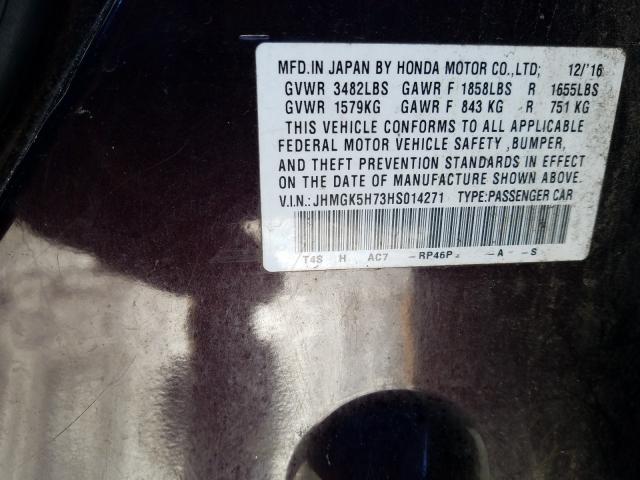 MFD.IN JAPAN BY HONDA MOTOR CO.,LTD; 12/'16
GVWR 3482LBS GAWR F 1858LBS R 1655LBS
GVWR 1579KG GAWR F 843 KG R 751 KG
THIS VEHICLE CONFORMS TO ALL APPLICABLE
FEDERAL MOTOR VEHICLE SAFETY ,BUMPER,
AND THEFT PREVENTION STANDARDS IN EFFECT
ON THE DATE OF MANUFACTURE SHOWN ABOVE.
V.I.N.:JHMGK5H73HS014271 TYPE:PASSENGER CAR
T4S H AC7 —RP46P- —A —S